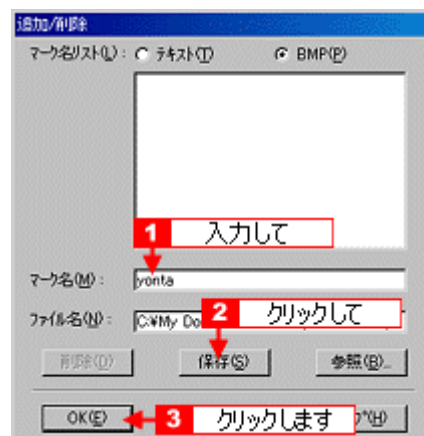 追加/削除
マーク名リスト(L): テキスト(T) BMP(P)
1 入力して
マーク名(M): yonta
2 クリックして
ファイル名(N): C:¥My Do
削除(D) 保存(S) 参照(B)...
OK(E) 3 クリックします プ(H)